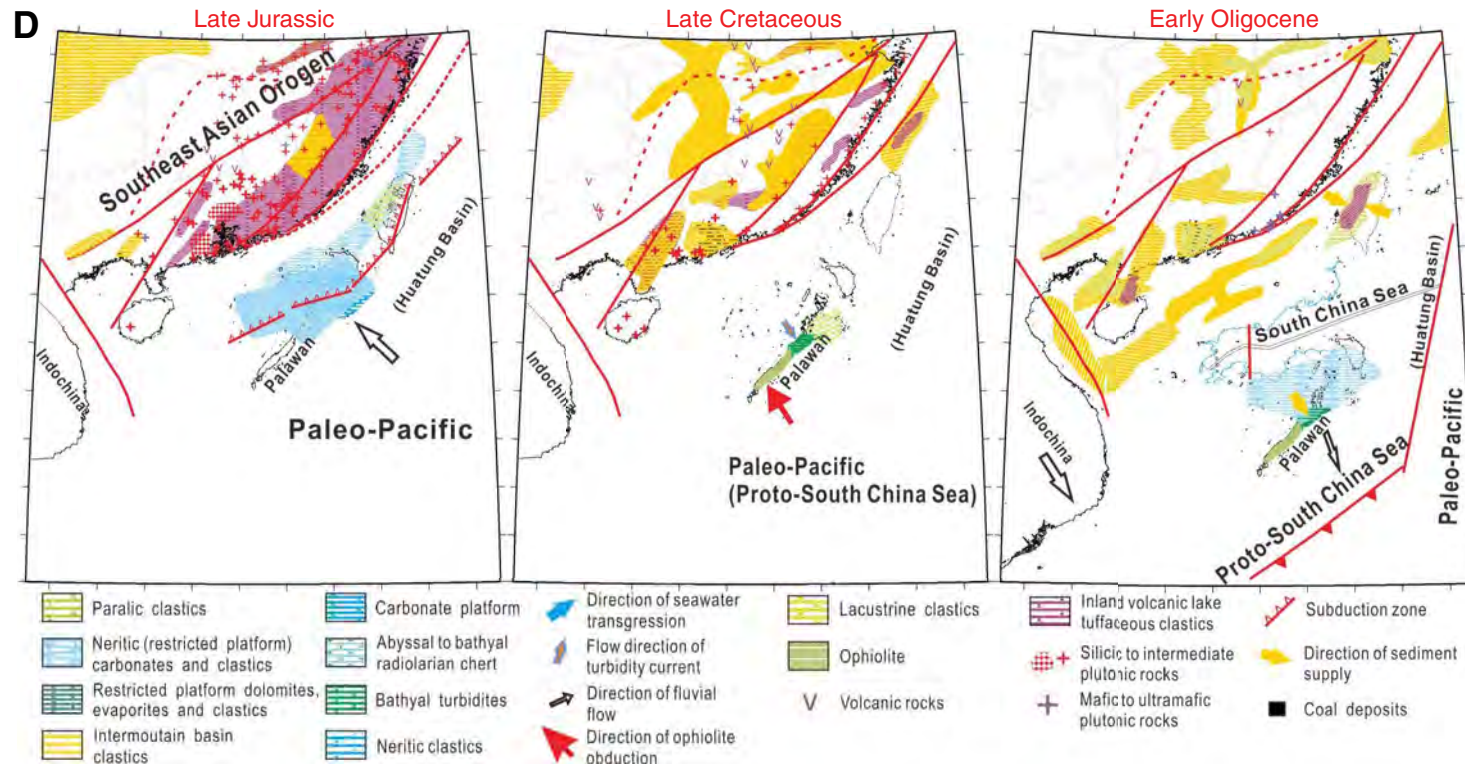 D
Late Jurassic
Late Cretaceous
Early Oligocene
Southeast Asian Orogen
(Huatung Basin)
Palawan
Indochina
Paleo-Pacific
(Huatung Basin)
Palawan
Indochina
Paleo-Pacific
(Proto-South China Sea)
South China Sea
(Huatung Basin)
Palawan
Indochina
Proto-South China Sea
Paleo-Pacific
Paralic clastics
Neritic (restricted platform)
carbonates and clastics
Restricted platform dolomites,
evaporites and clastics
Intermoutain basin
clastics
Carbonate platform
Abyssal to bathyal
radiolarian chert
Bathyal turbidites
Neritic clastics
Direction of seawater
transgression
Flow direction of
turbidity current
Direction of fluvial
flow
Direction of ophiolite
obduction
Lacustrine clastics
Ophiolite
Volcanic rocks
Inland volcanic lake
tuffaceous clastics
Silicic to intermediate
plutonic rocks
Mafic to ultramafic
plutonic rocks
Subduction zone
Direction of sediment
supply
Coal deposits